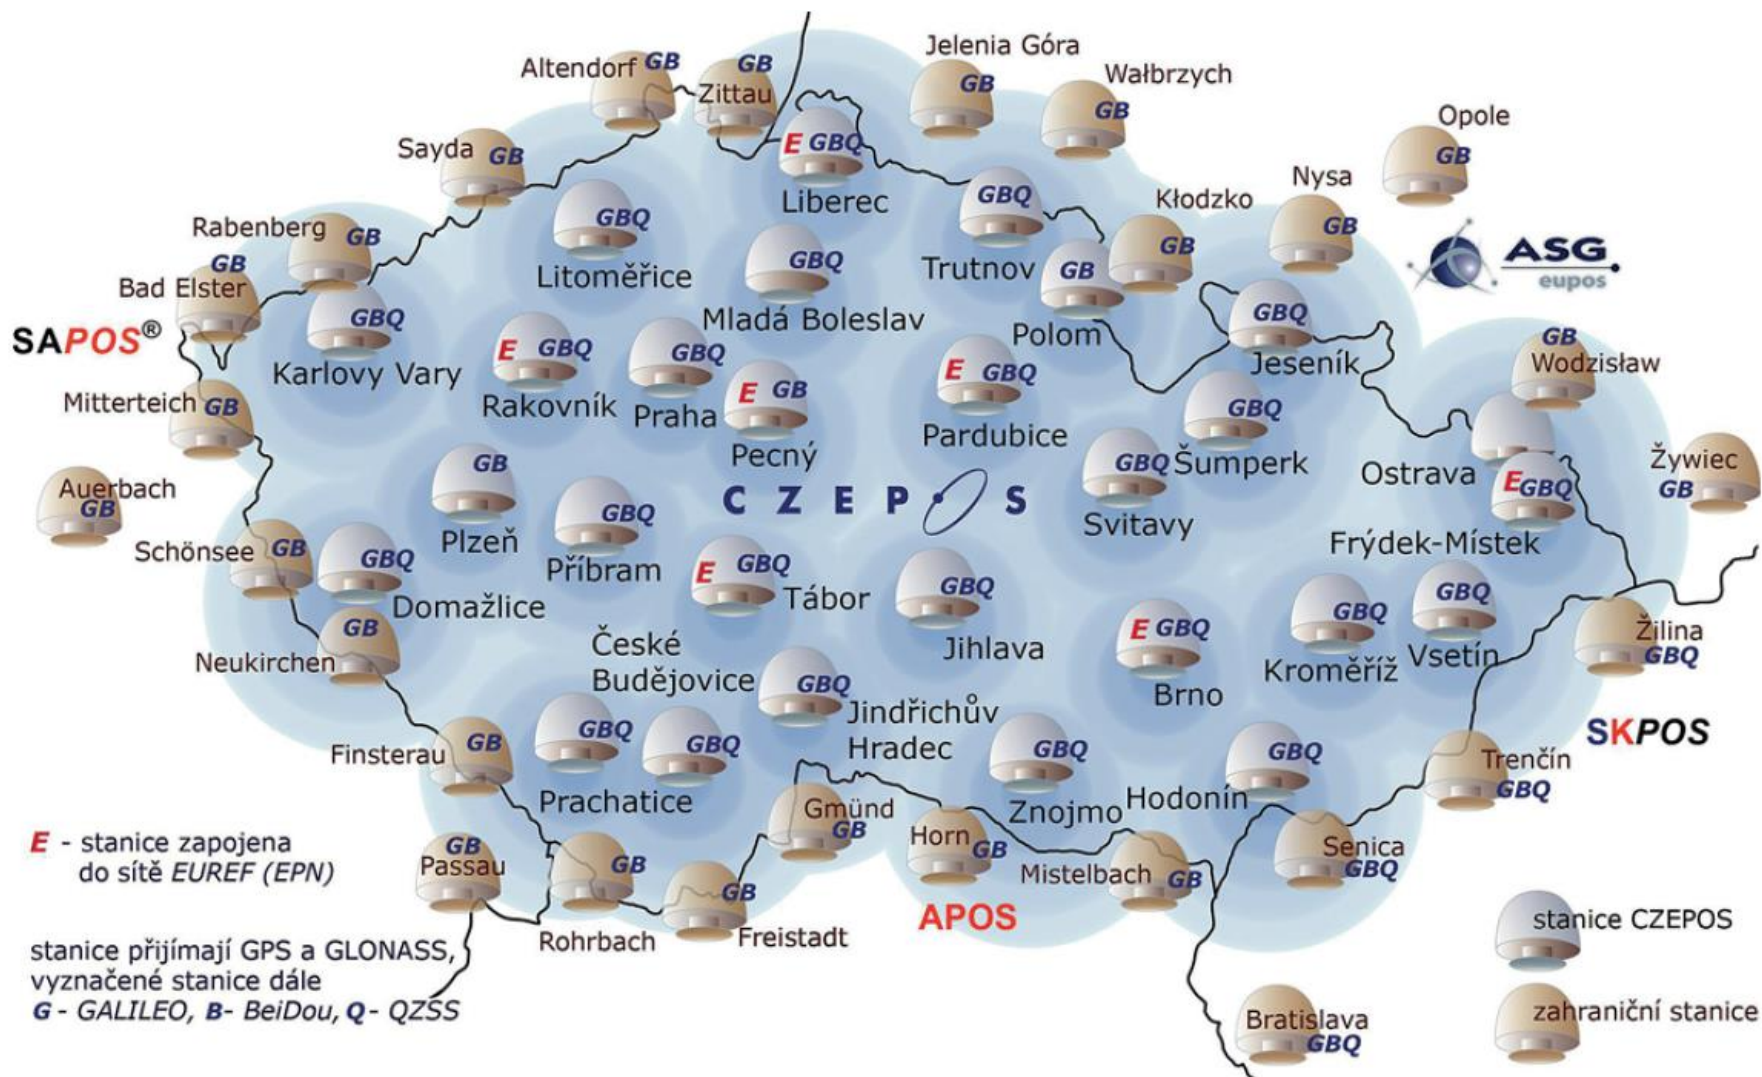 Jelenia Góra
GB
Altendorf GB
GB
Zittau
Wałbrzych
GB
Opole
GB
Sayda
GB
E GBQ
Liberec
Nysa
GB
Kłodzko
GB
GBQ
Trutnov
GBQ
Litoměřice
Rabenberg
GB
GB
Bad Elster
GBQ
Mladá Boleslav
GB
Polom
ASG
eupos
GBQ
Jeseník
SAPOS®
GBQ
Karlovy Vary
E GBQ
Rakovník
GBQ
Praha
E GB
Pecný
E GBQ
Pardubice
GB
Wodzisław
Mitterteich GB
GBQ
Šumperk
GBQ
Svitavy
Ostrava
E GBQ
Frýdek-Místek
Żywiec
GB
Auerbach
GB
GB
Plzeň
CZEPOS
GBQ
Příbram
Schönsee
GB
GBQ
Domažlice
E GBQ
Tábor
GBQ
Jihlava
E GBQ
Brno
GBQ
Kroměříž
GBQ
Vsetín
Žilina
GBQ
GB
Neukirchen
České
Budějovice
GBQ
GBQ
Jindřichův
Hradec
SKPOS
Finsterau
GB
GBQ
Prachatice
GBQ
Znojmo
GBQ
Hodonín
Trenčín
GBQ
Gmünd
GB
Horn
GB
APOS
Mistelbach
GB
Senica
GBQ
GB
Passau
GB
Rohrbach
GB
Freistadt
E - stanice zapojena
do sítě EUREF (EPN)
stanice přijímají GPS a GLONASS,
vyznačené stanice dále
G - GALILEO, B- BeiDou, Q - QZSS
stanice CZEPOS
zahraniční stanice
Bratislava
GBQ